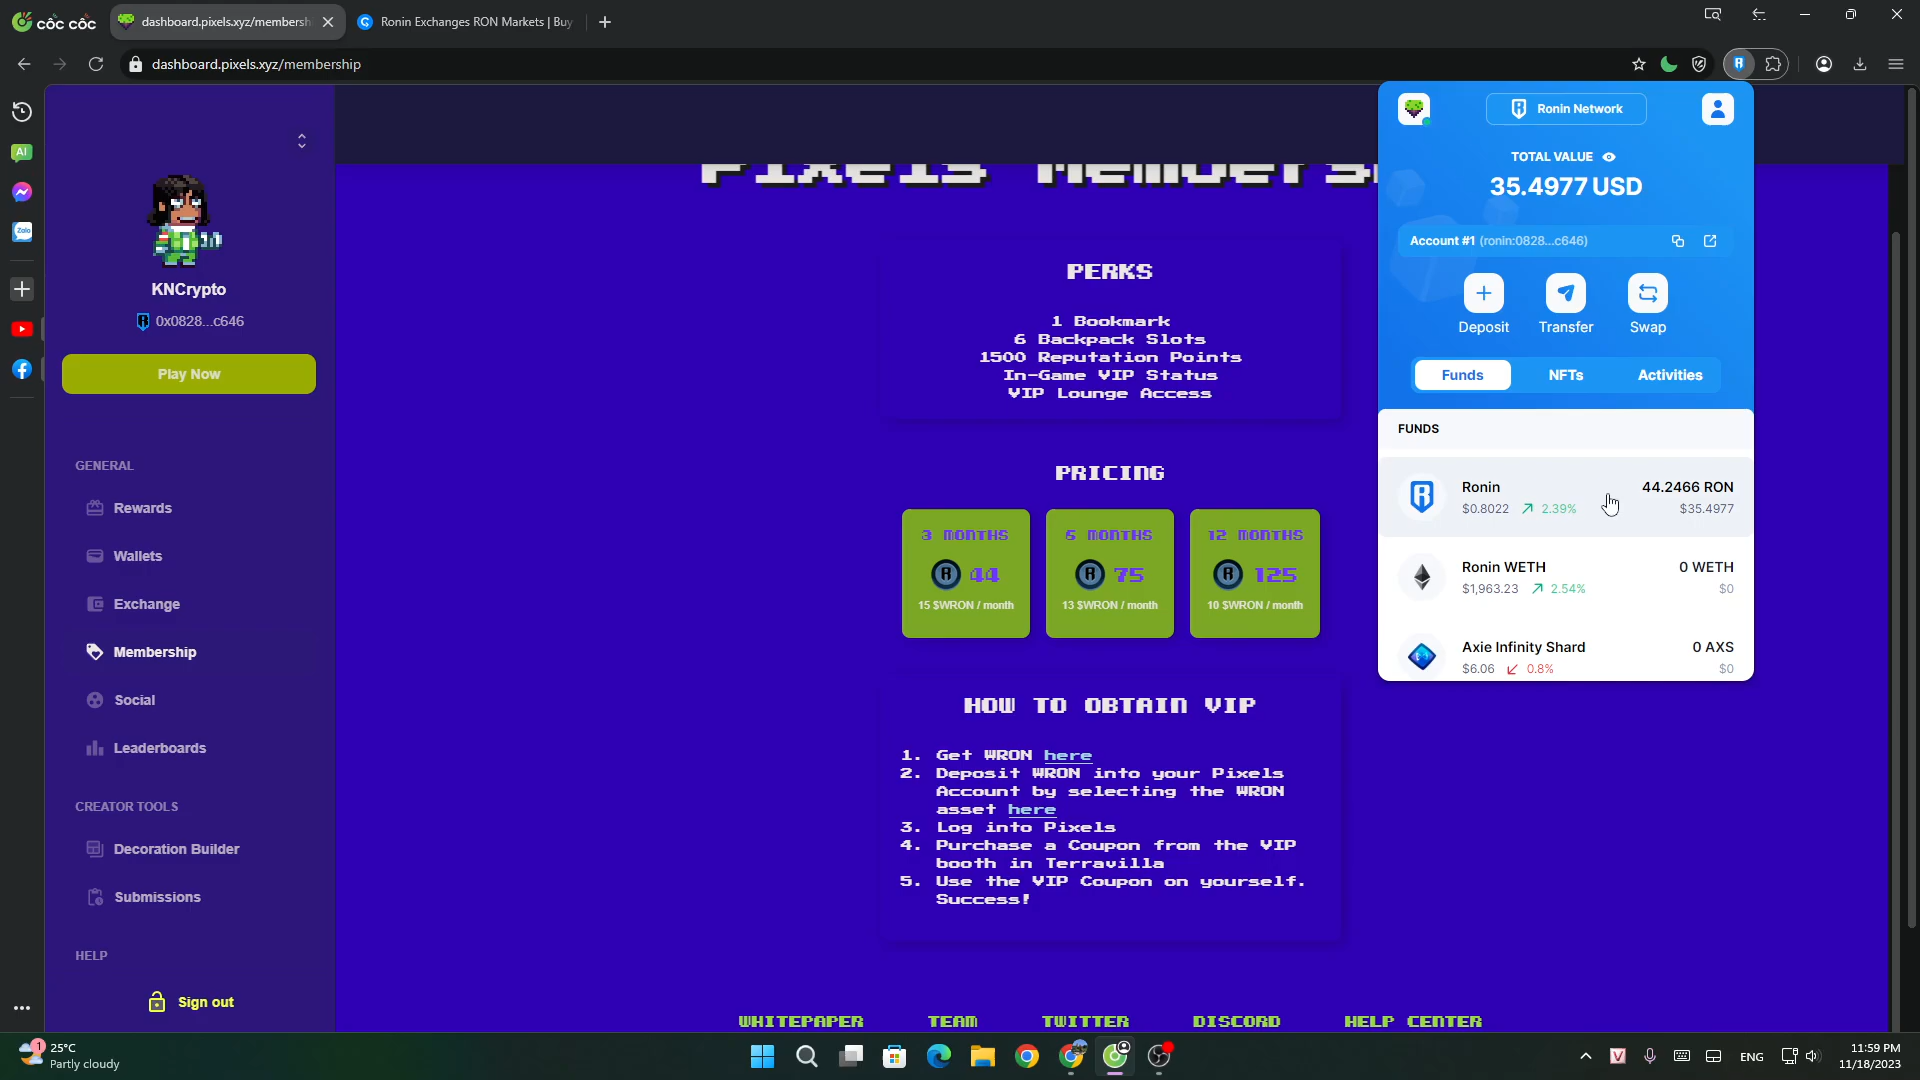 CỐC CỐC
dashboard.pixels.xyz/membersh
Ronin Exchanges RON Markets | Buy
dashboard.pixels.xyz/membership
AI
Zalo
KNCrypto
0x0828...c646
Play Now
GENERAL
Rewards
Wallets
Exchange
Membership
Social
Leaderboards
CREATOR TOOLS
Decoration Builder
Submissions
HELP
Sign out
PERKS
1 Bookmark
6 Backpack Slots
1500 Reputation Points
In-Game VIP Status
VIP Lounge Access
PRICING
3 MONTHS
44
15 $WRON / month
6 MONTHS
75
13 $WRON / month
12 MONTHS
125
10 $WRON / month
HOW TO OBTAIN VIP
1. Get WRON here
2. Deposit WRON into your Pixels
Account by selecting the WRON
asset here
3. Log into Pixels
4. Purchase a Coupon from the VIP
booth in Terravilla
5. Use the VIP Coupon on yourself.
Success!
WHITEPAPER TEAM TWITTER DISCORD HELP CENTER
Ronin Network
TOTAL VALUE
35.4977 USD
Account #1 (ronin:0828...c646)
Deposit
Transfer
Swap
Funds
NFTs
Activities
FUNDS
Ronin 44.2466 RON
$0.8022 2.39% $35.4977
Ronin WETH 0 WETH
$1,963.23 2.54% $0
Axie Infinity Shard 0 AXS
$6.06 0.8% $0
1
25°C
Partly cloudy
V
ENG
11:59 PM
11/18/2023